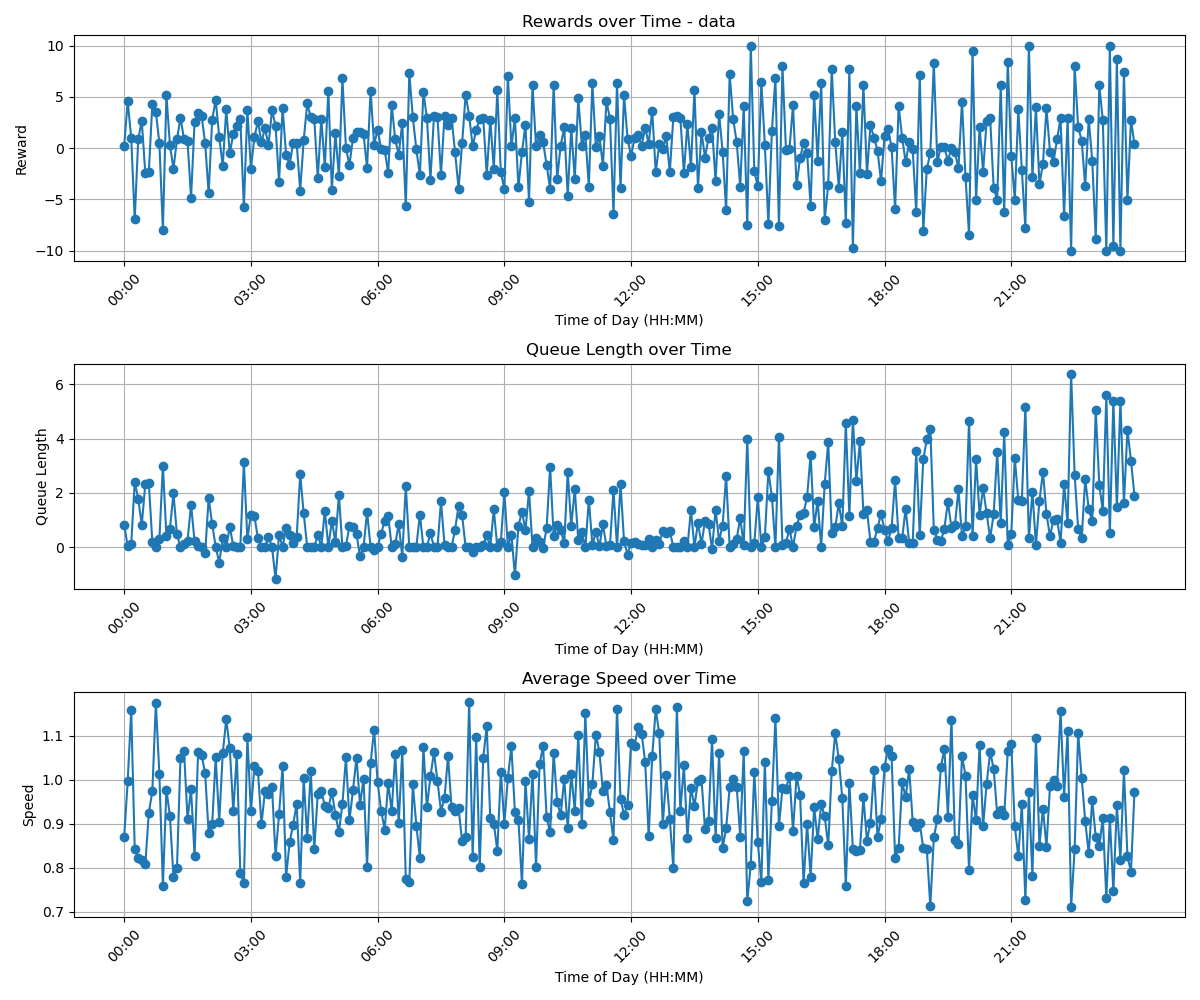 Rewards over Time - data
10
5
0
−5
−10
Reward
00:00 03:00 06:00 09:00 12:00 15:00 18:00 21:00
Time of Day (HH:MM)
Queue Length over Time
6
4
2
0
Queue Length
00:00 03:00 06:00 09:00 12:00 15:00 18:00 21:00
Time of Day (HH:MM)
Average Speed over Time
1.1
1.0
0.9
0.8
0.7
Speed
00:00 03:00 06:00 09:00 12:00 15:00 18:00 21:00
Time of Day (HH:MM)